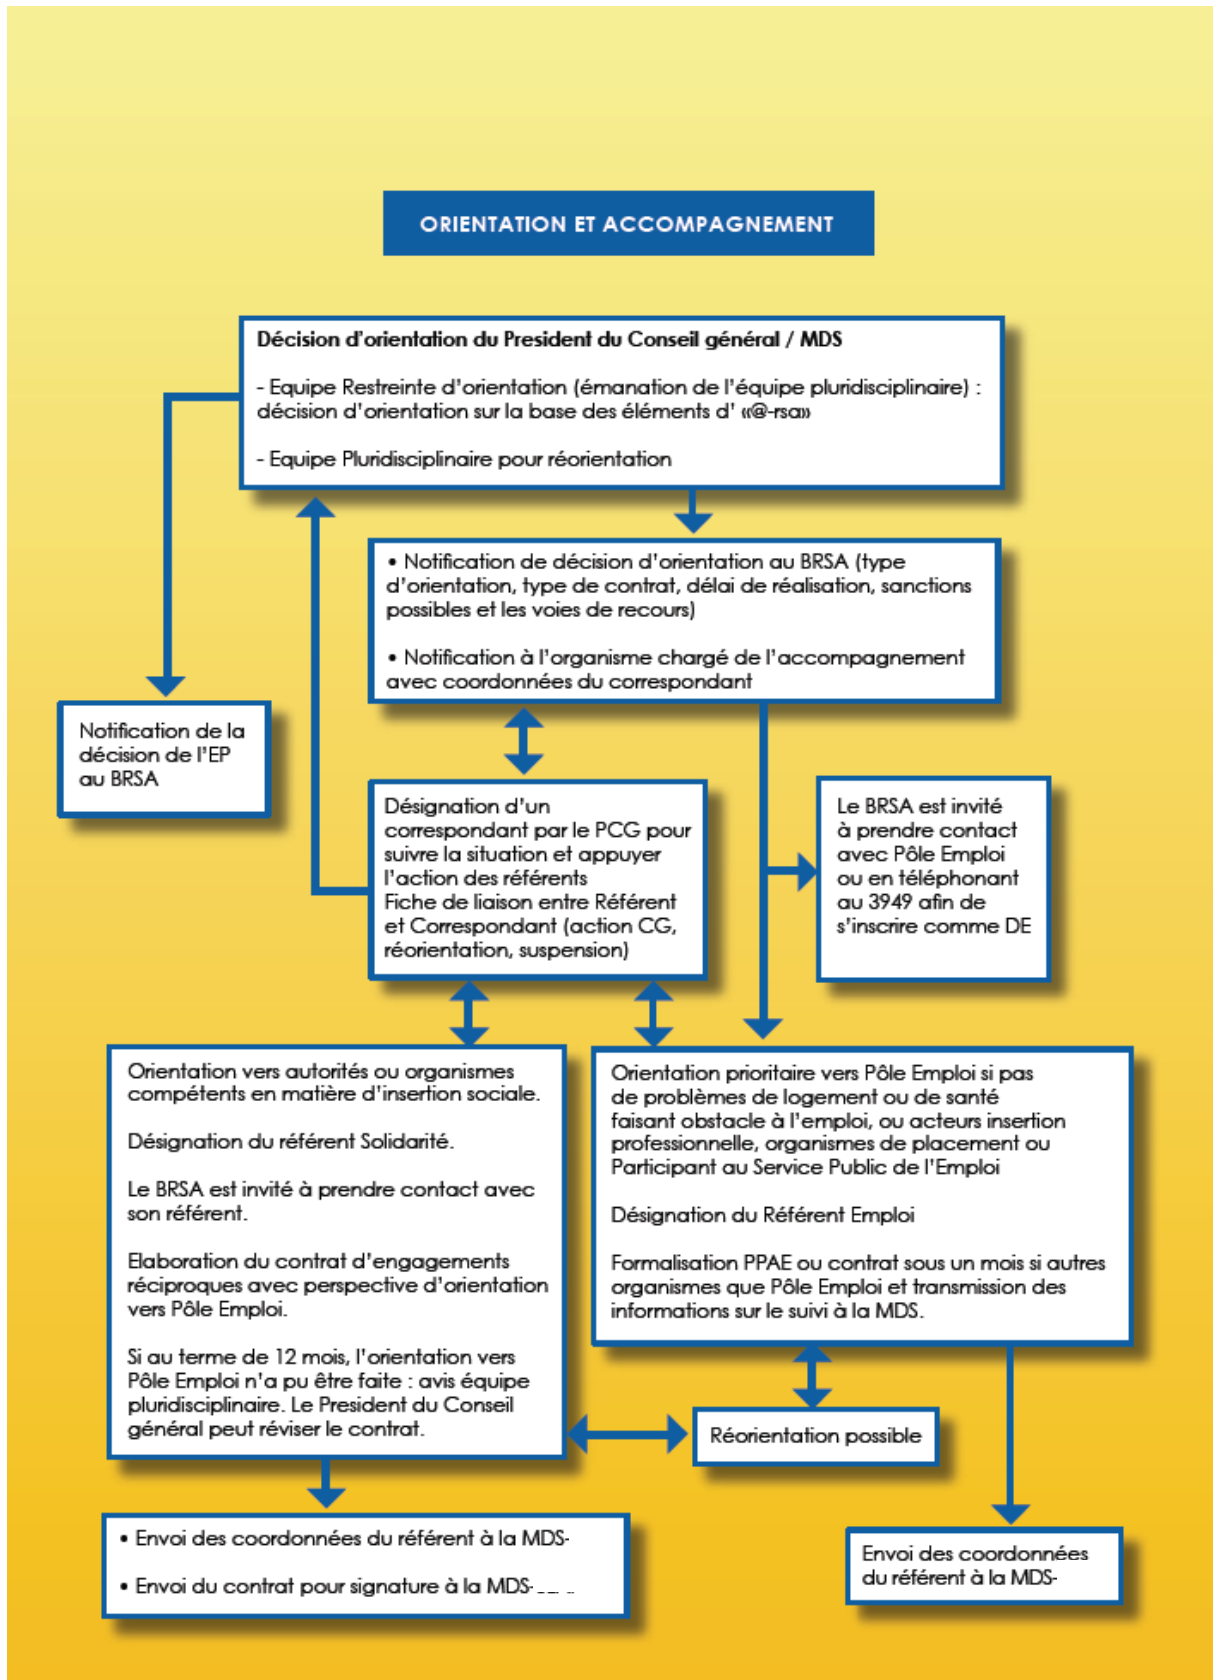 ORIENTATION ET ACCOMPAGNEMENT
Décision d'orientation du President du Conseil général / MDS
- Equipe Restreinte d'orientation (émanation de l'équipe pluridisciplinaire) :
décision d'orientation sur la base des éléments d' «@-rsa»
- Equipe Pluridisciplinaire pour réorientation
• Notification de décision d'orientation au BRSA (type
d'orientation, type de contrat, délai de réalisation, sanctions
possibles et les voies de recours)
• Notification à l'organisme chargé de l'accompagnement
avec coordonnées du correspondant
Notification de la
décision de l'EP
au BRSA
Désignation d'un
correspondant par le PCG pour
suivre la situation et appuyer
l'action des référents
Fiche de liaison entre Référent
et Correspondant (action CG,
réorientation, suspension)
Le BRSA est invité
à prendre contact
avec Pôle Emploi
ou en téléphonant
au 3949 afin de
s'inscrire comme DE
Orientation vers autorités ou organismes
compétents en matière d'insertion sociale.
Désignation du référent Solidarité.
Le BRSA est invité à prendre contact avec
son référent.
Elaboration du contrat d'engagements
réciproques avec perspective d'orientation
vers Pôle Emploi.
Si au terme de 12 mois, l'orientation vers
Pôle Emploi n'a pu être faite : avis équipe
pluridisciplinaire. Le President du Conseil
général peut réviser le contrat.
Orientation prioritaire vers Pôle Emploi si pas
de problèmes de logement ou de santé
faisant obstacle à l'emploi, ou acteurs insertion
professionnelle, organismes de placement ou
Participant au Service Public de l'Emploi
Désignation du Référent Emploi
Formalisation PPAE ou contrat sous un mois si autres
organismes que Pôle Emploi et transmission des
informations sur le suivi à la MDS.
Réorientation possible
• Envoi des coordonnées du référent à la MDS-
• Envoi du contrat pour signature à la MDS-
Envoi des coordonnées
du référent à la MDS-